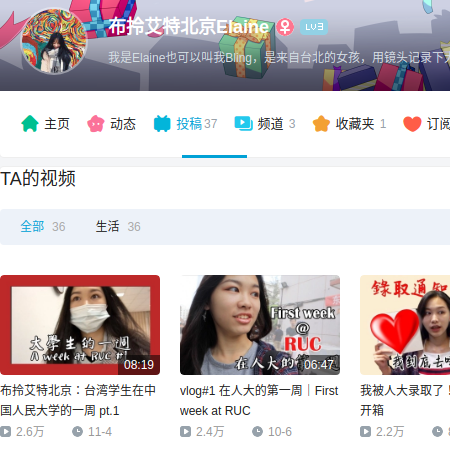 布拎艾特北京Elaine LV3
我是Elaine也可以叫我Bling，是来自台北的女孩，用镜头记录下
主页 动态 投稿 37 频道 3 收藏夹 1 订阅
TA的视频
全部 36 生活 36
大學生的一週
A week at RUC #1
08:19
First week
@
RUC
在人大的第一週
06:47
錄取通知
我到底去
布拎艾特北京：台湾学生在中
国人民大学的一周 pt.1
2.6万 11-4
vlog#1 在人大的第一周｜First
week at RUC
2.4万 10-6
我被人大录取了！
开箱
2.2万